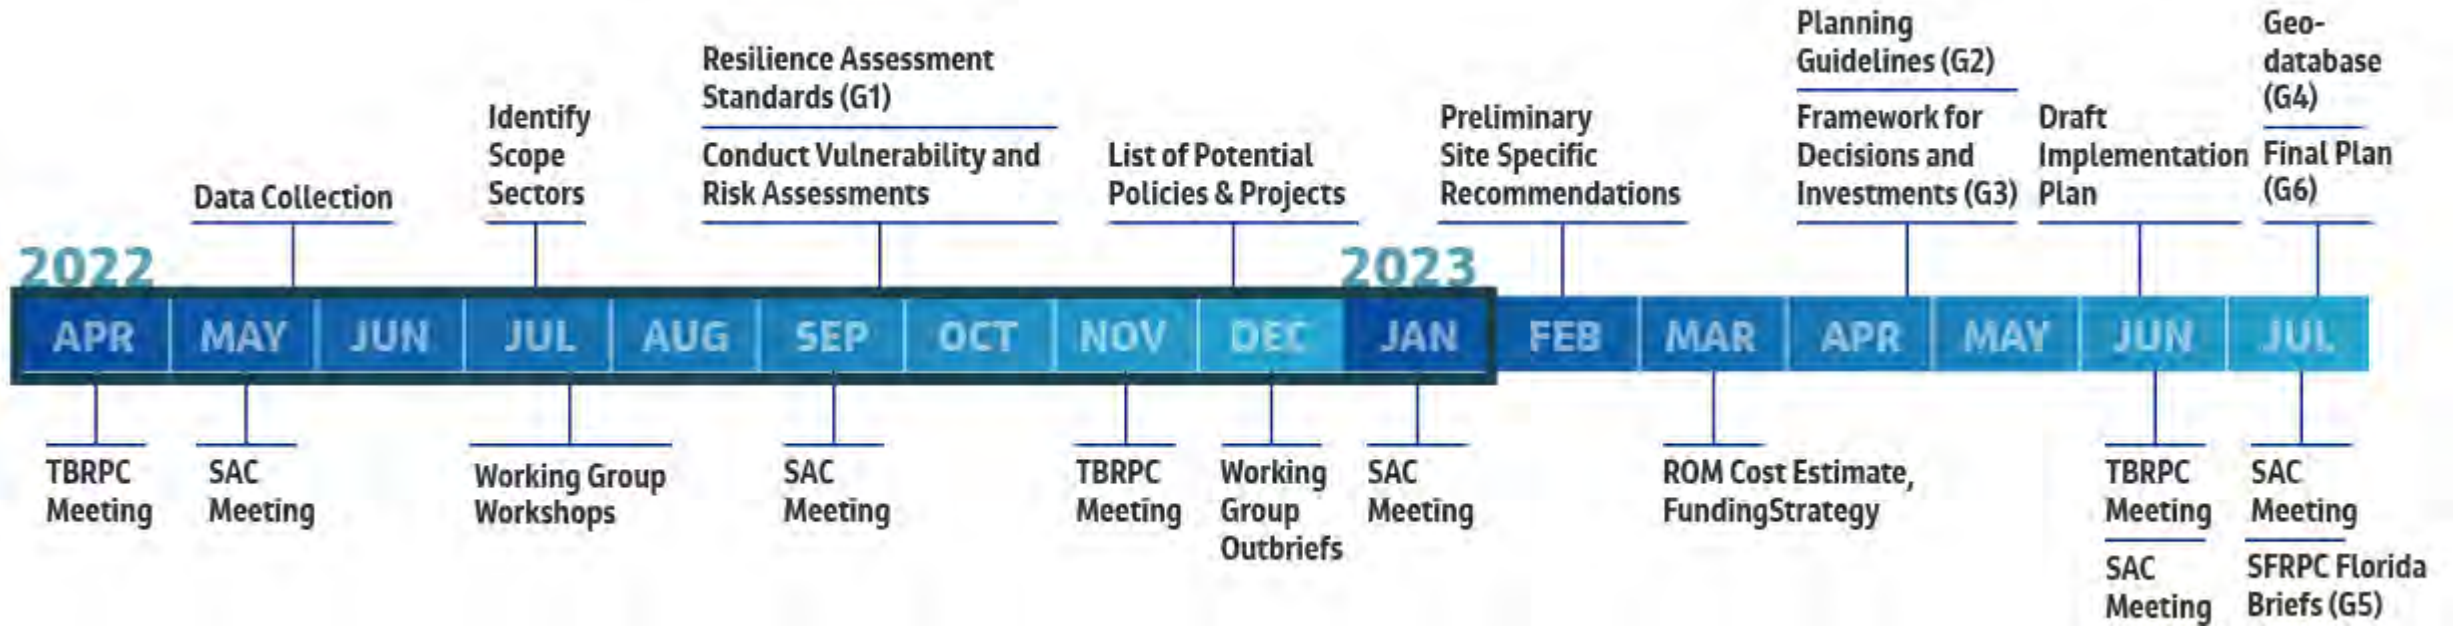 Data Collection
Identify
Scope
Sectors
Resilience Assessment
Standards (G1)
Conduct Vulnerability and
Risk Assessments
List of Potential
Policies & Projects
Preliminary
Site Specific
Recommendations
Planning
Guidelines (G2)
Framework for
Decisions and
Investments (G3)
Draft
Implementation
Plan
Geo-
database
(G4)
Final Plan
(G6)
2022
2023
APR
MAY
JUN
JUL
AUG
SEP
OCT
NOV
DEC
JAN
FEB
MAR
APR
MAY
JUN
JUL
TBRPC
Meeting
SAC
Meeting
Working Group
Workshops
SAC
Meeting
TBRPC
Meeting
Working
Group
Outbriefs
SAC
Meeting
ROM Cost Estimate,
FundingStrategy
TBRPC
Meeting
SAC
Meeting
SAC
Meeting
SFRPC Florida
Briefs (G5)